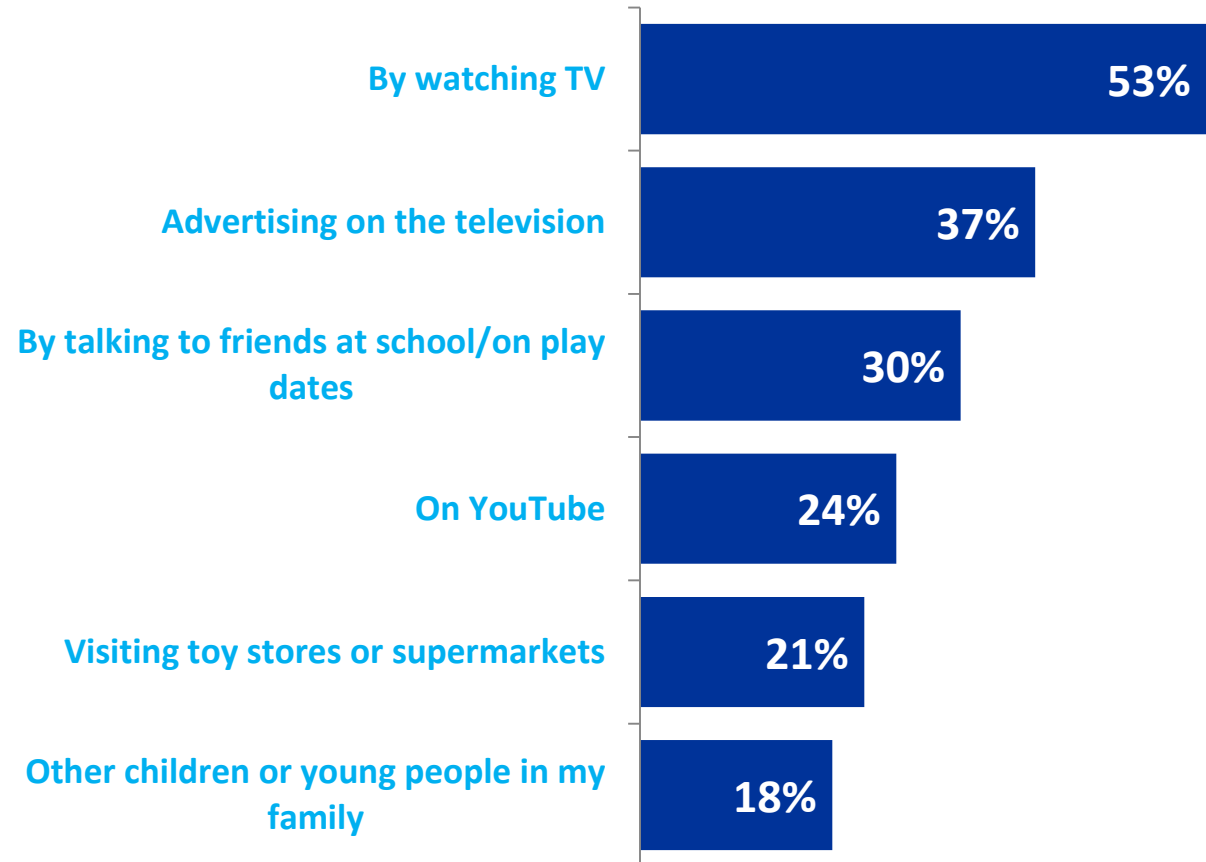 By watching TV
53%
Advertising on the television
37%
By talking to friends at school/on play
dates
30%
On YouTube
24%
Visiting toy stores or supermarkets
21%
Other children or young people in my
family
18%